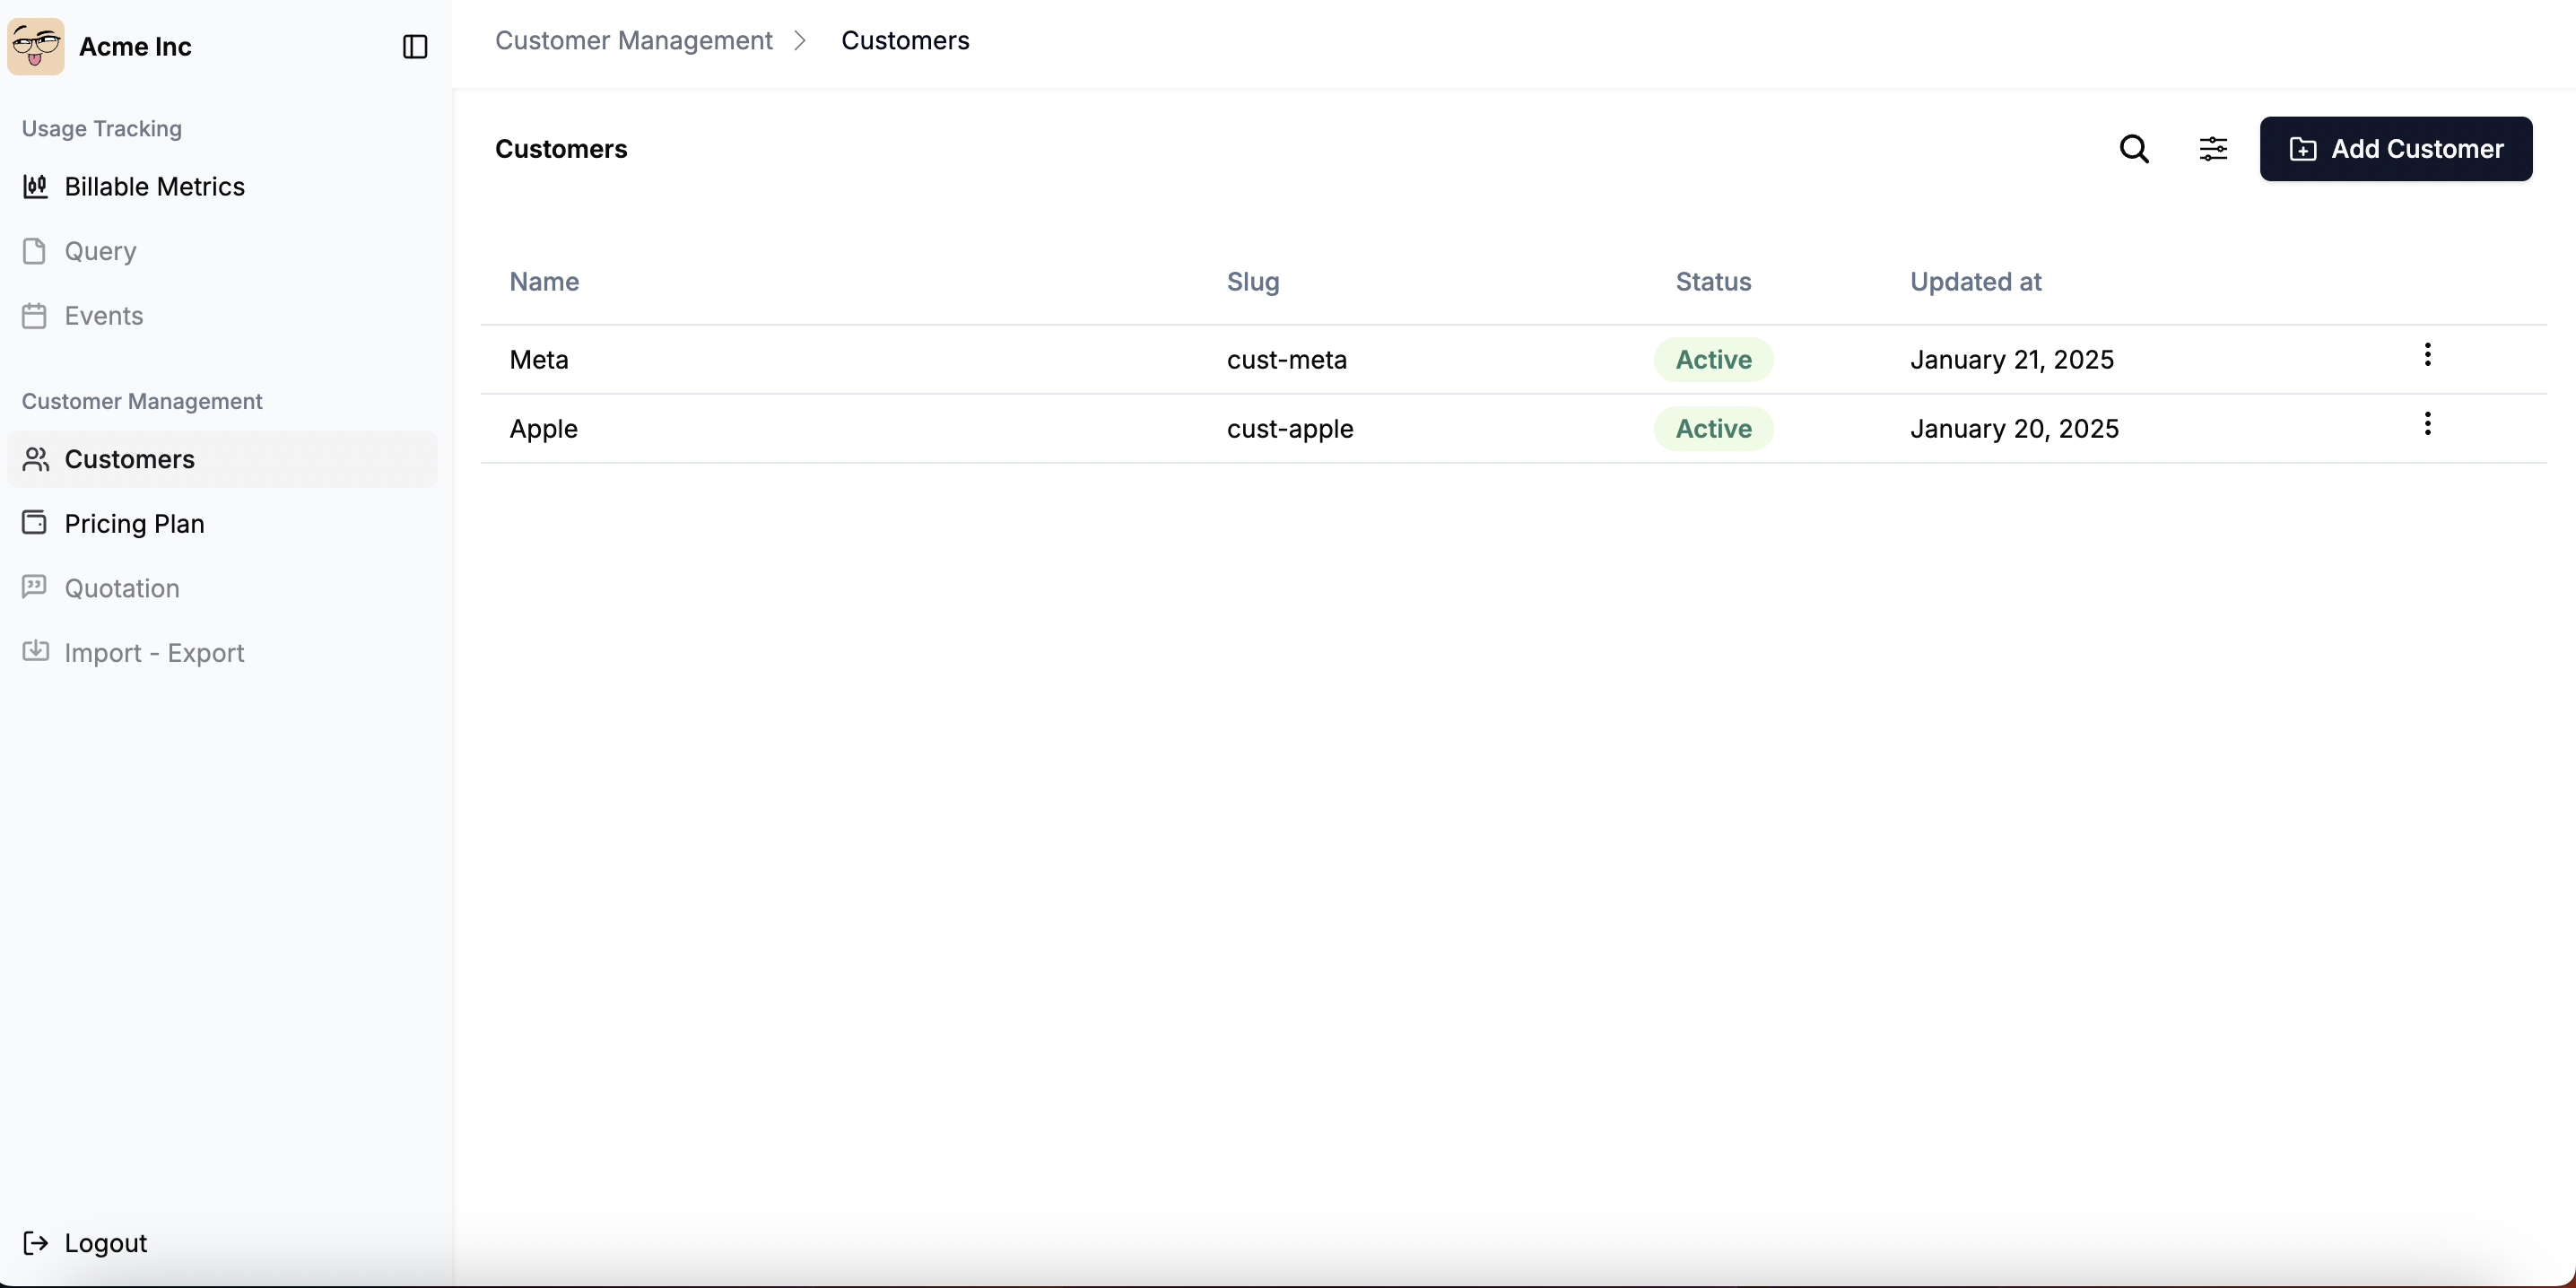 Acme Inc
Usage Tracking
Billable Metrics
Query
Events
Customer Management
Customers
Pricing Plan
Quotation
Import - Export
Logout
Customer Management > Customers
Customers
Add Customer
Name Slug Status Updated at
Meta cust-meta Active January 21, 2025
Apple cust-apple Active January 20, 2025